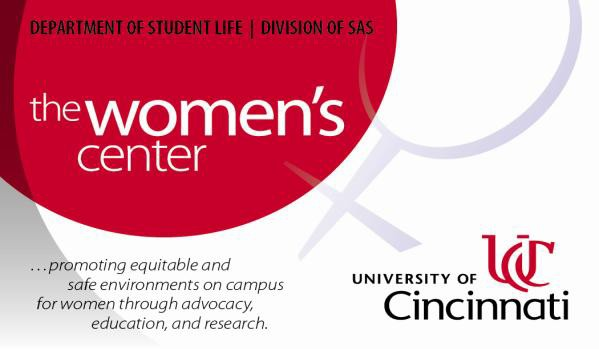 DEPARTMENT OF STUDENT LIFE | DIVISION OF SAS
the women's
center
...promoting equitable and
safe environments on campus
for women through advocacy,
education, and research.
UC
UNIVERSITY OF
Cincinnati